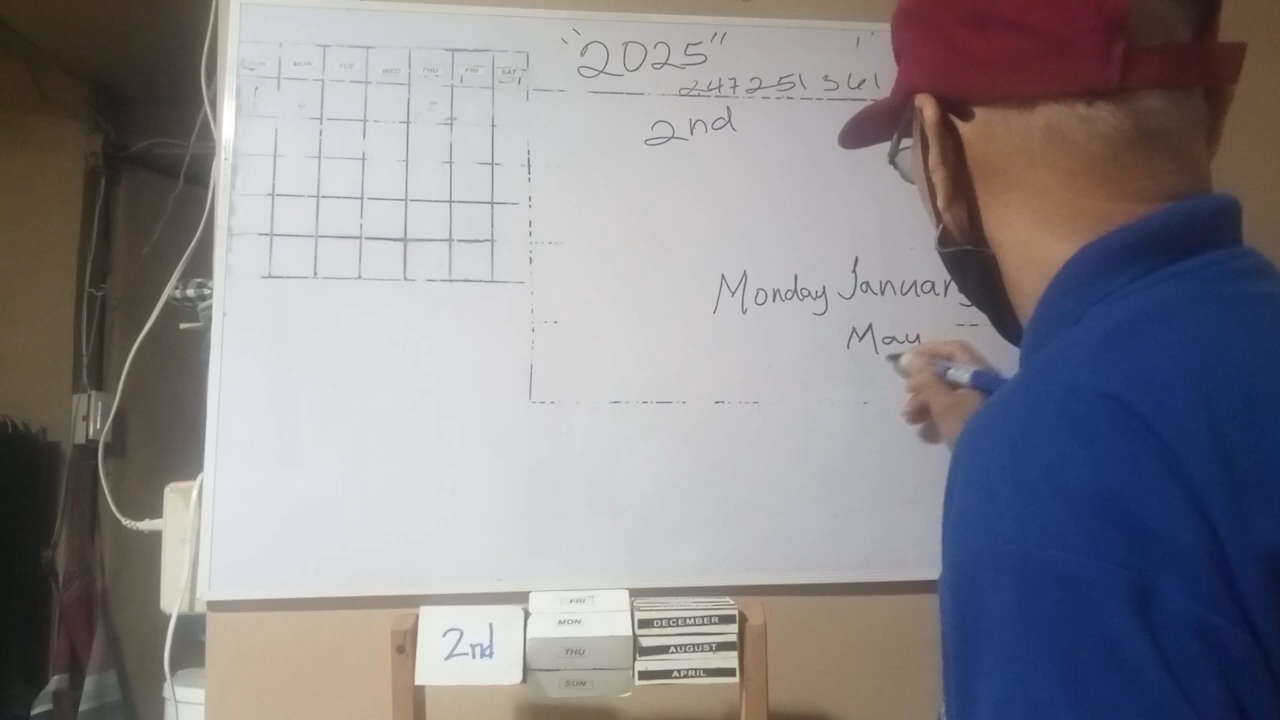 "2025"
247251361
2nd
SUN MON TUE WED THU FRI SAT
Monday January
May
2nd
FRI
MON
THU
SUN
DECEMBER
AUGUST
APRIL